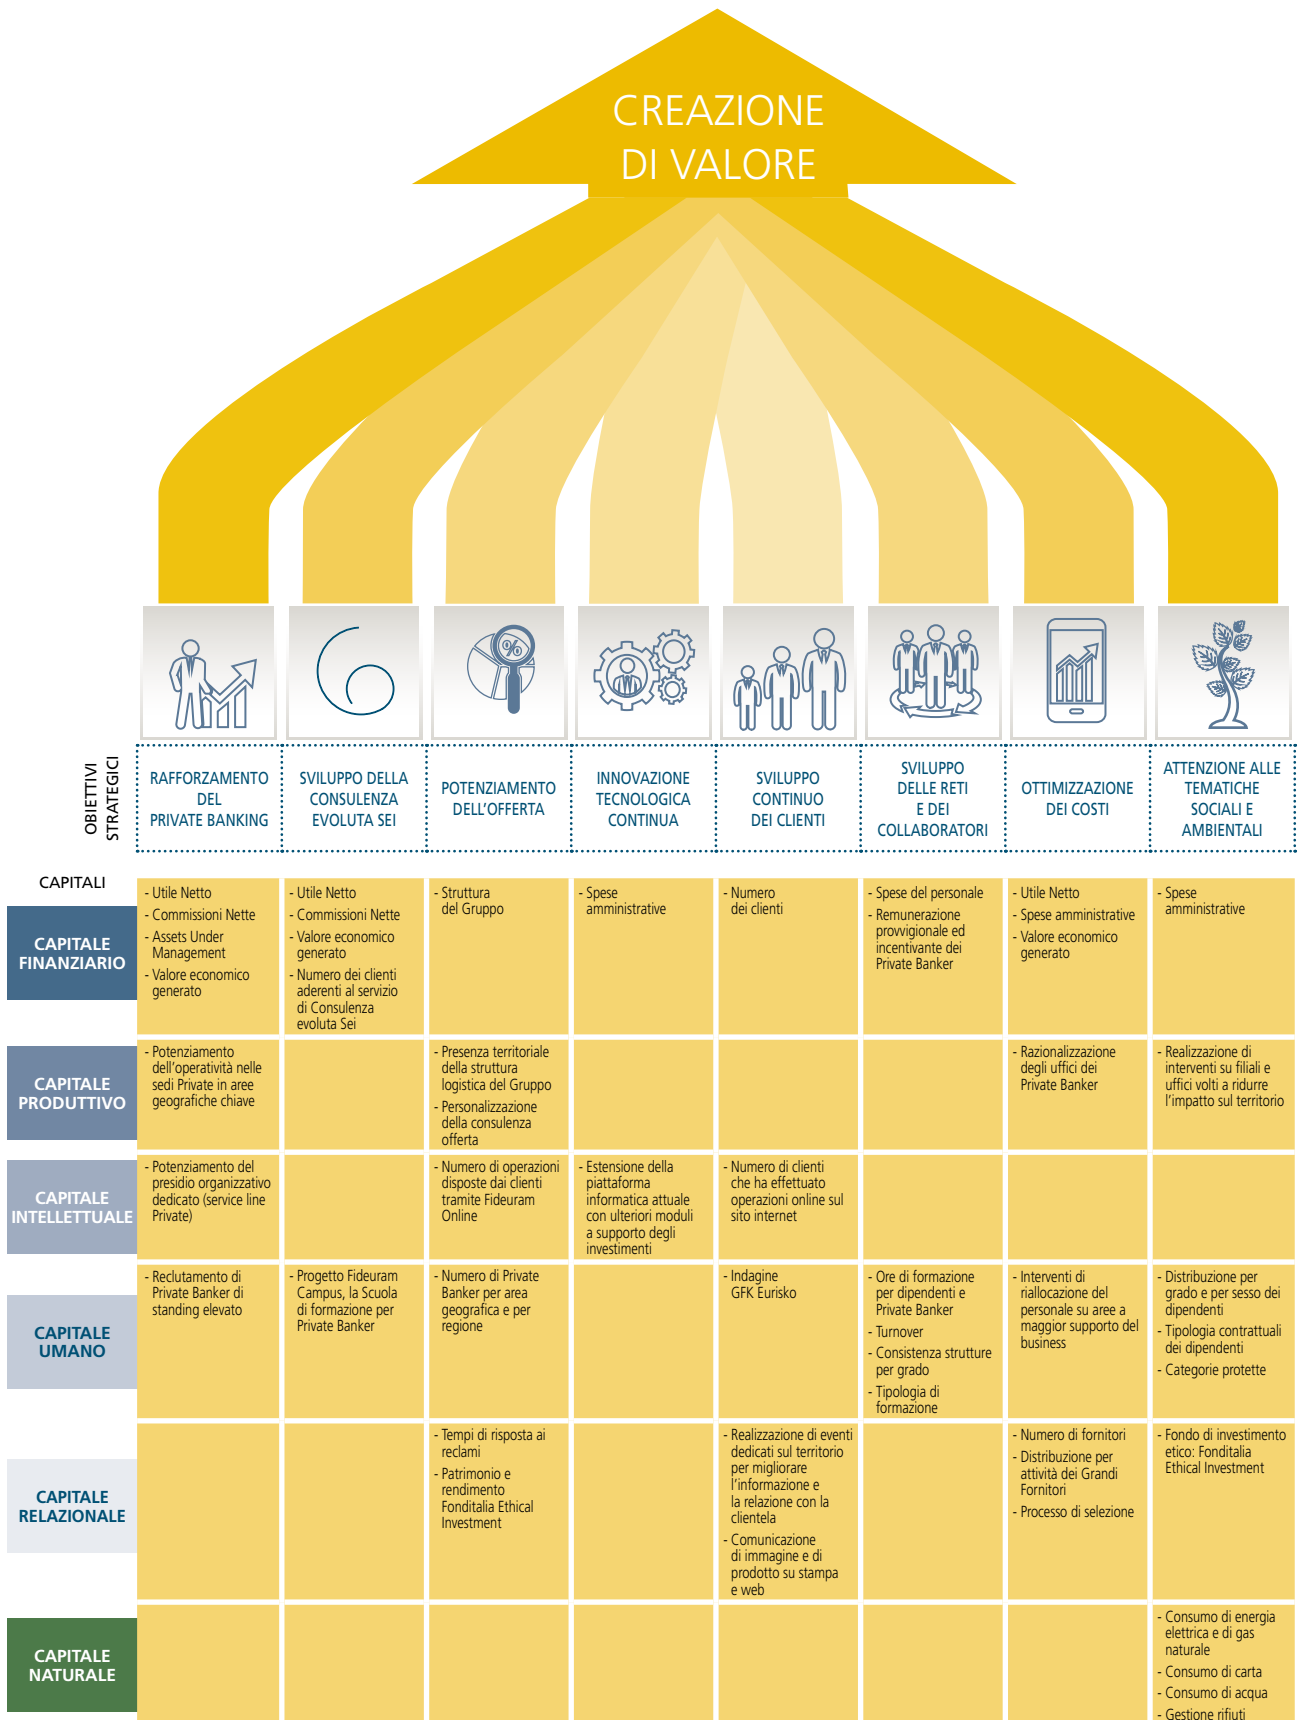 CREAZIONE
DI VALORE
%
OBIETTIVI
STRATEGICI
RAFFORZAMENTO
DEL
PRIVATE BANKING
SVILUPPO DELLA
CONSULENZA
EVOLUTA SEI
POTENZIAMENTO
DELL'OFFERTA
INNOVAZIONE
TECNOLOGICA
CONTINUA
SVILUPPO
CONTINUO
DEI CLIENTI
SVILUPPO
DELLE RETI
E DEI
COLLABORATORI
OTTIMIZZAZIONE
DEI COSTI
ATTENZIONE ALLE
TEMATICHE
SOCIALI E
AMBIENTALI
CAPITALI
CAPITALE
FINANZIARIO
- Utile Netto
- Commissioni Nette
- Assets Under
Management
- Valore economico
generato
- Utile Netto
- Commissioni Nette
- Valore economico
generato
- Numero dei clienti
aderenti al servizio
di Consulenza
evoluta Sei
- Struttura
del Gruppo
- Spese
amministrative
- Numero
dei clienti
- Spese del personale
- Remunerazione
provvigionale ed
incentivante dei
Private Banker
- Utile Netto
- Spese amministrative
- Valore economico
generato
- Spese
amministrative
CAPITALE
PRODUTTIVO
- Potenziamento
dell'operatività nelle
sedi Private in aree
geografiche chiave
- Presenza territoriale
della struttura
logistica del Gruppo
- Personalizzazione
della consulenza
offerta
- Razionalizzazione
degli uffici dei
Private Banker
- Realizzazione di
interventi su filiali e
uffici volti a ridurre
l'impatto sul territorio
CAPITALE
INTELLETTUALE
- Potenziamento del
presidio organizzativo
dedicato (service line
Private)
- Numero di operazioni
disposte dai clienti
tramite Fideuram
Online
- Estensione della
piattaforma
informatica attuale
con ulteriori moduli
a supporto degli
investimenti
- Numero di clienti
che ha effettuato
operazioni online sul
sito internet
CAPITALE
UMANO
- Reclutamento di
Private Banker di
standing elevato
- Progetto Fideuram
Campus, la Scuola
di formazione per
Private Banker
- Numero di Private
Banker per area
geografica e per
regione
- Indagine
GFK Eurisko
- Ore di formazione
per dipendenti e
Private Banker
- Turnover
- Consistenza strutture
per grado
- Tipologia di
formazione
- Interventi di
riallocazione del
personale su aree a
maggior supporto del
business
- Distribuzione per
grado e per sesso dei
dipendenti
- Tipologia contrattuali
dei dipendenti
- Categorie protette
CAPITALE
RELAZIONALE
- Tempi di risposta ai
reclami
- Patrimonio e
rendimento
Fonditalia Ethical
Investment
- Realizzazione di eventi
dedicati sul territorio
per migliorare
l'informazione e
la relazione con la
clientela
- Comunicazione
di immagine e di
prodotto su stampa
e web
- Numero di fornitori
- Distribuzione per
attività dei Grandi
Fornitori
- Processo di selezione
- Fondo di investimento
etico: Fonditalia
Ethical Investment
CAPITALE
NATURALE
- Consumo di energia
elettrica e di gas
naturale
- Consumo di carta
- Consumo di acqua
- Gestione rifiuti